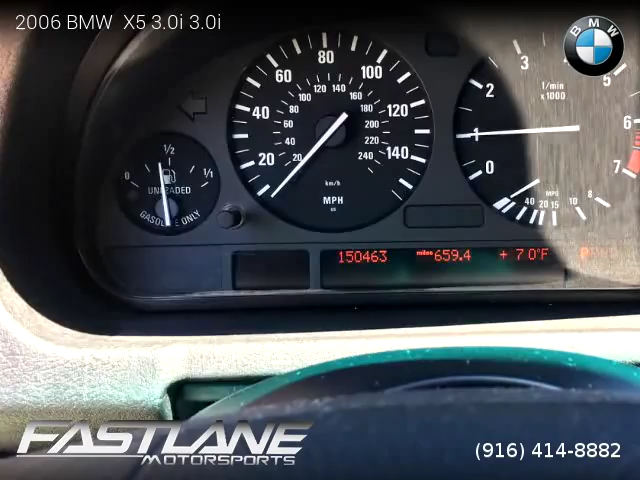 2006 BMW X5 3.0i 3.0i
BMW
0 1/2 1/1
UNLEADED
GASOLINE ONLY
20 40 60 80 100 120 140
20 40 60 80 100 120 140 160 180 200 220 240
km/h
MPH
us
0 1 2 3 4 5 6 7
1/min
x1000
MPG
40 20 15 10 8
150463 miles 659.4 + 70°F
FASTLANE
MOTORSPORTS
(916) 414-8882